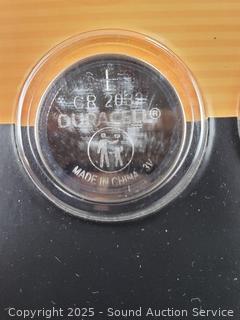 CR 2032
DURACELL®
MADE IN CHINA 3V
Copyright 2025 - Sound Auction Service